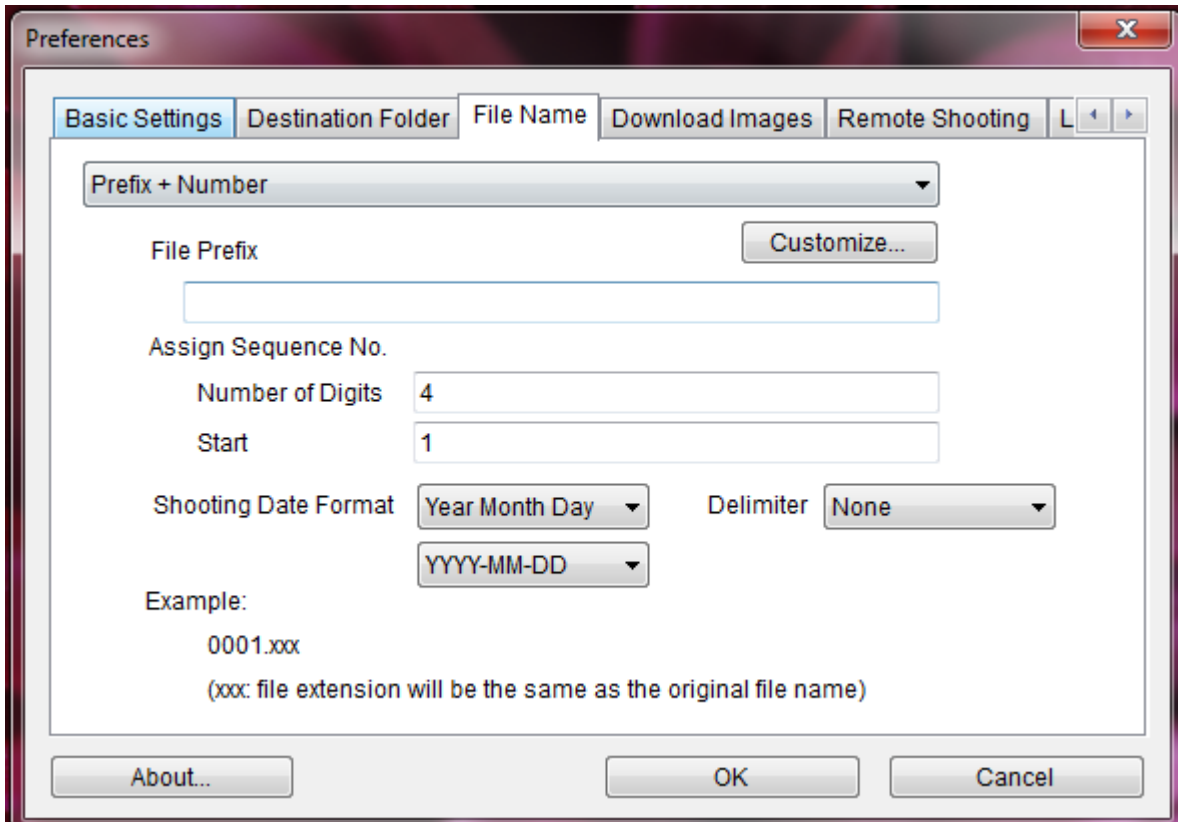 Preferences
Basic Settings Destination Folder File Name Download Images Remote Shooting L
Prefix + Number
File Prefix Customize...
Assign Sequence No.
Number of Digits 4
Start 1
Shooting Date Format Year Month Day Delimiter None
YYYY-MM-DD
Example:
0001.xxx
(xxx: file extension will be the same as the original file name)
About... OK Cancel